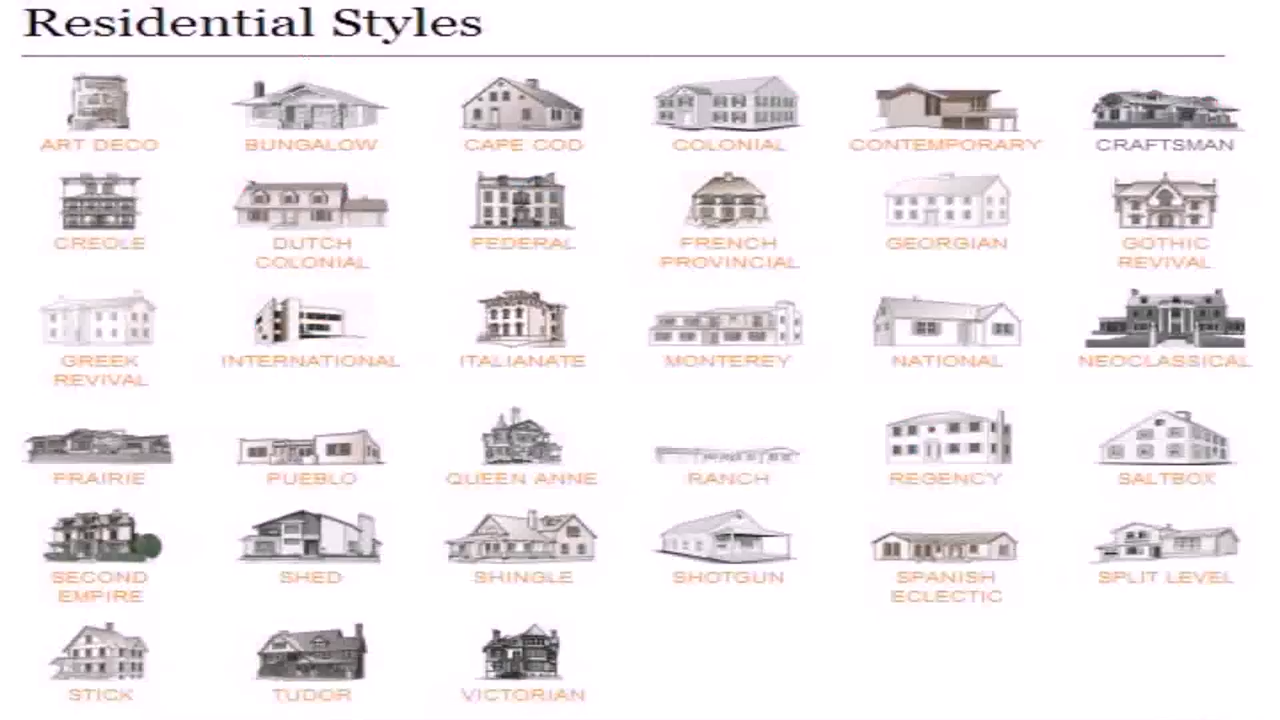 Residential Styles
ART DECO
BUNGALOW
CAPE COD
COLONIAL
CONTEMPORARY
CRAFTSMAN
CREOLE
DUTCH
COLONIAL
FEDERAL
FRENCH
PROVINCIAL
GEORGIAN
GOTHIC
REVIVAL
GREEK
REVIVAL
INTERNATIONAL
ITALIANATE
MONTEREY
NATIONAL
NEOCLASSICAL
PRAIRIE
PUEBLO
QUEEN ANNE
RANCH
REGENCY
SALTBOX
SECOND
EMPIRE
SHED
SHINGLE
SHOTGUN
SPANISH
ECLECTIC
SPLIT LEVEL
STICK
TUDOR
VICTORIAN